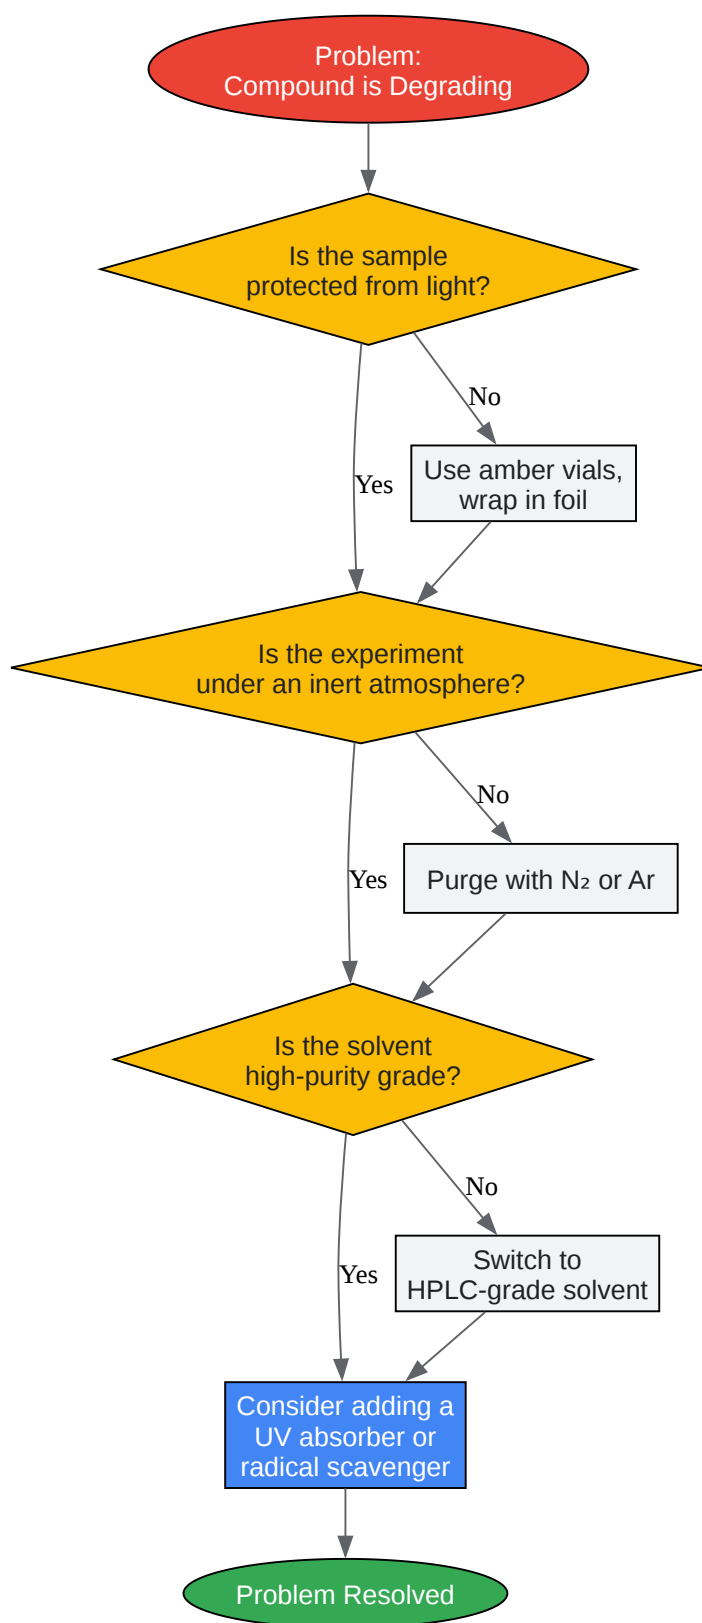 Problem:
Compound is Degrading
Is the sample
protected from light?
No
Use amber vials,
wrap in foil
Yes
Is the experiment
under an inert atmosphere?
No
Purge with N₂ or Ar
Yes
Is the solvent
high-purity grade?
No
Switch to
HPLC-grade solvent
Yes
Consider adding a
UV absorber or
radical scavenger
Problem Resolved